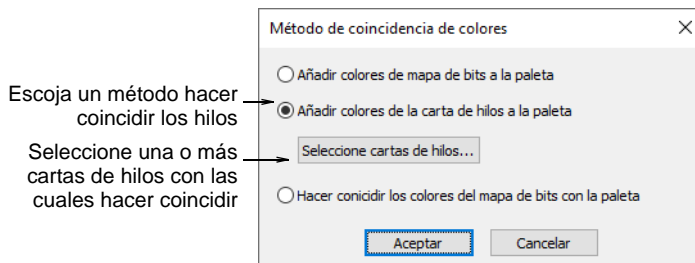 Método de coincidencia de colores
Añadir colores de mapa de bits a la paleta
Escoja un método hacer
coincidir los hilos
Añadir colores de la carta de hilos a la paleta
Seleccione una o más
cartas de hilos con las
cuales hacer coincidir
Seleccione cartas de hilos...
Hacer conicidir los colores del mapa de bits con la paleta
Aceptar
Cancelar